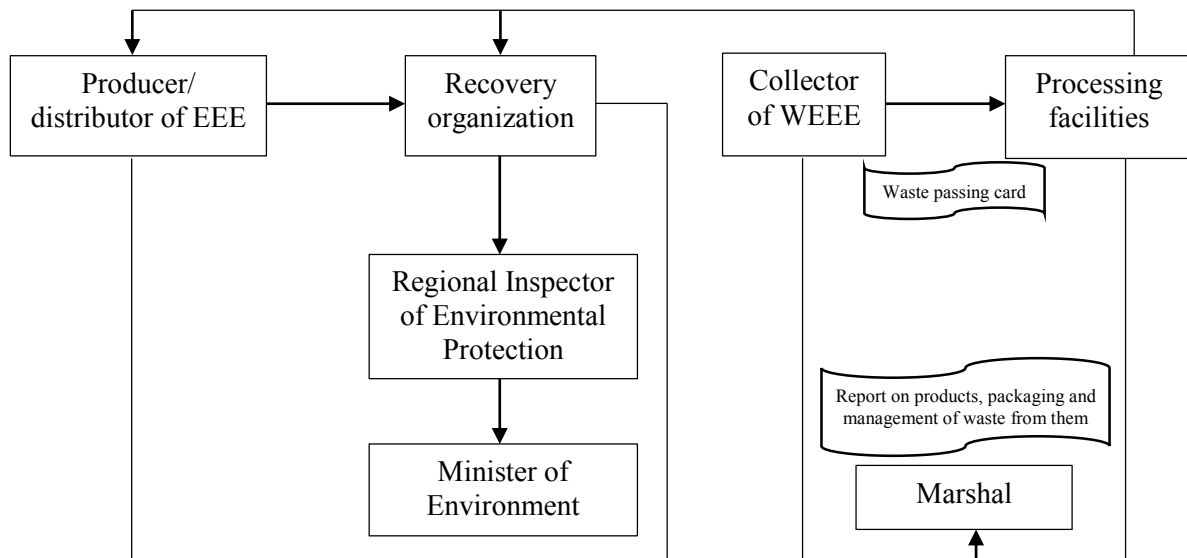 Producer/
distributor of EEE
Recovery
organization
Collector
of WEEE
Processing
facilities
Waste passing card
Regional Inspector
of Environmental
Protection
Report on products, packaging and
management of waste from them
Minister of
Environment
Marshal